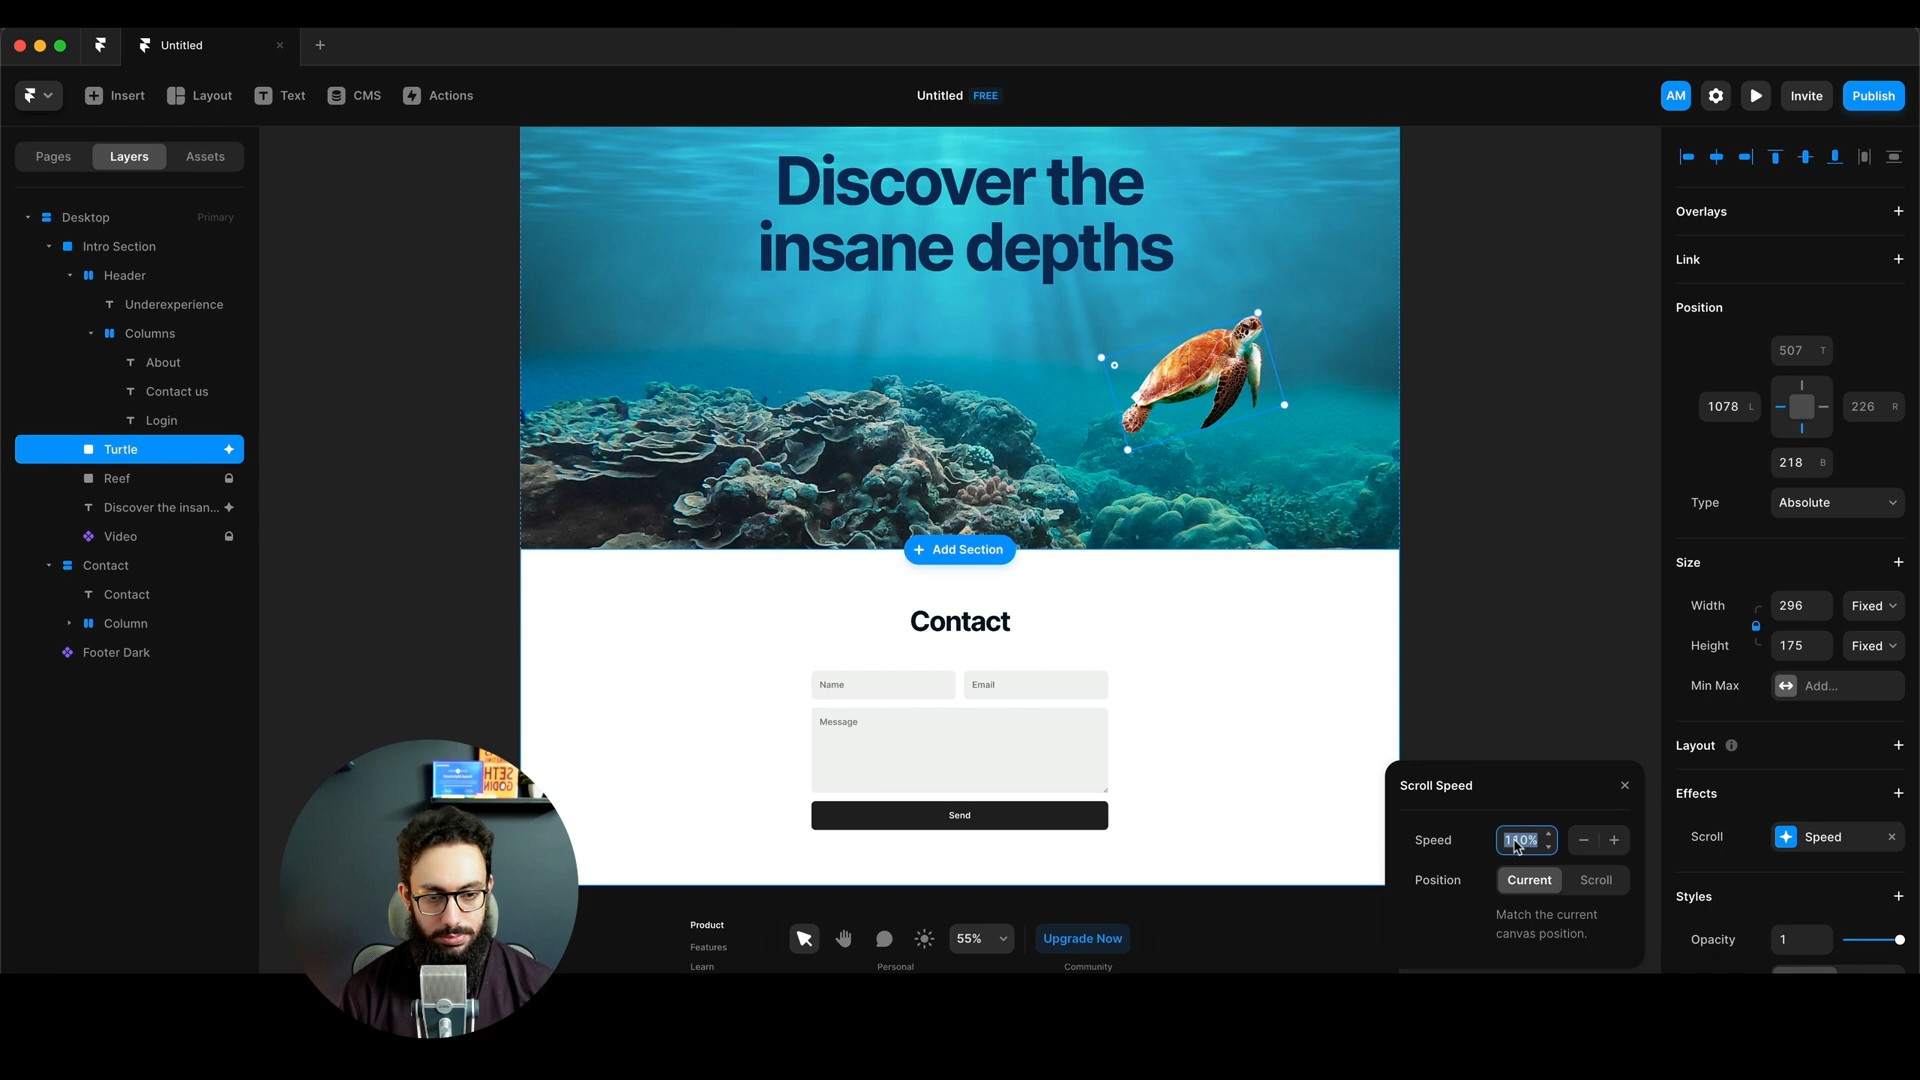 Untitled
Insert
Layout
Text
CMS
Actions
Untitled FREE
AM
Invite
Publish
Pages
Layers
Assets
Desktop
Primary
Intro Section
Header
Underexperience
Columns
About
Contact us
Login
Turtle
Reef
Discover the insan...
Video
Contact
Contact
Column
Footer Dark
Discover the
insane depths
Add Section
Contact
Name
Email
Message
Send
Product
Features
Learn
Personal
Community
55%
Upgrade Now
Scroll Speed
Speed
110%
Position
Current
Scroll
Match the current
canvas position.
Overlays
Link
Position
507 T
1078 L
226 R
218 B
Type
Absolute
Size
Width
296
Fixed
Height
175
Fixed
Min Max
Add...
Layout
Effects
Scroll
Speed
Styles
Opacity
1
SETH
GODIN